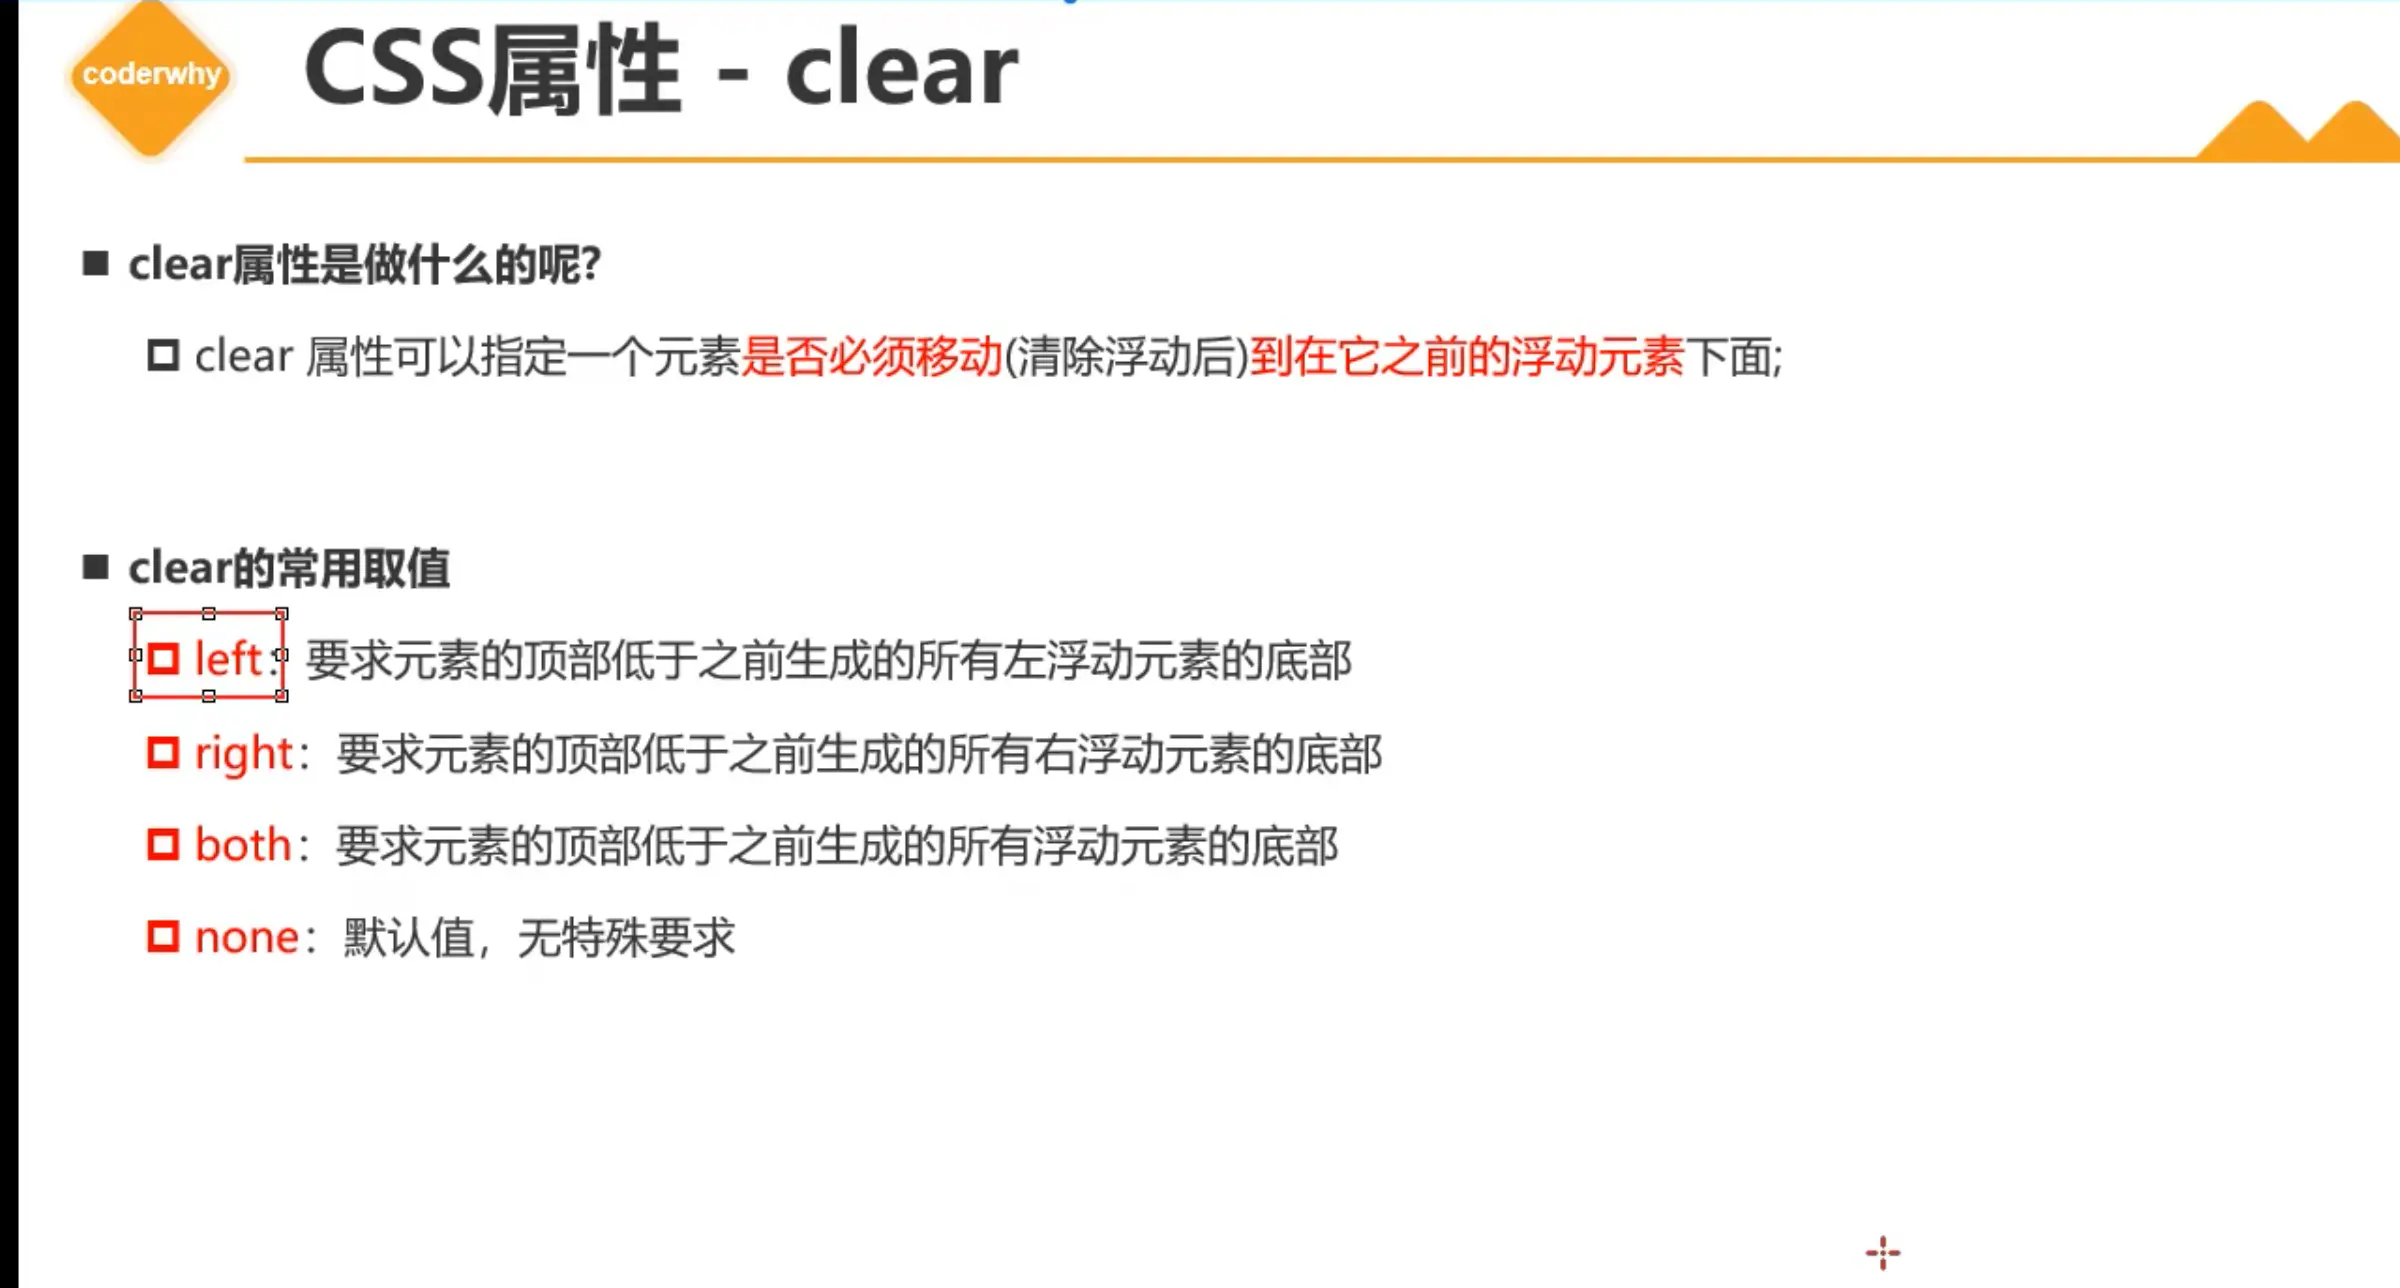 coderwhy
CSS属性 - clear
clear属性是做什么的呢?
clear 属性可以指定一个元素是否必须移动(清除浮动后)到在它之前的浮动元素下面;
clear的常用取值
left：要求元素的顶部低于之前生成的所有左浮动元素的底部
right：要求元素的顶部低于之前生成的所有右浮动元素的底部
both：要求元素的顶部低于之前生成的所有浮动元素的底部
none：默认值，无特殊要求